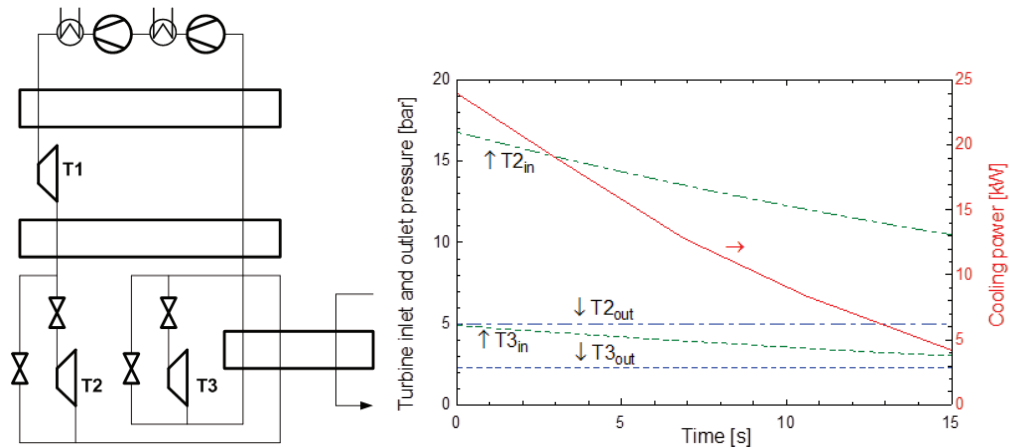 T1
T2
T3
Turbine inlet and outlet pressure [bar]
20
15
10
5
0
↑ T2in
→
↓ T2out
↑ T3in
↓ T3out
0
5
10
15
Time [s]
25
20
15
10
5
0
Cooling power [kW]